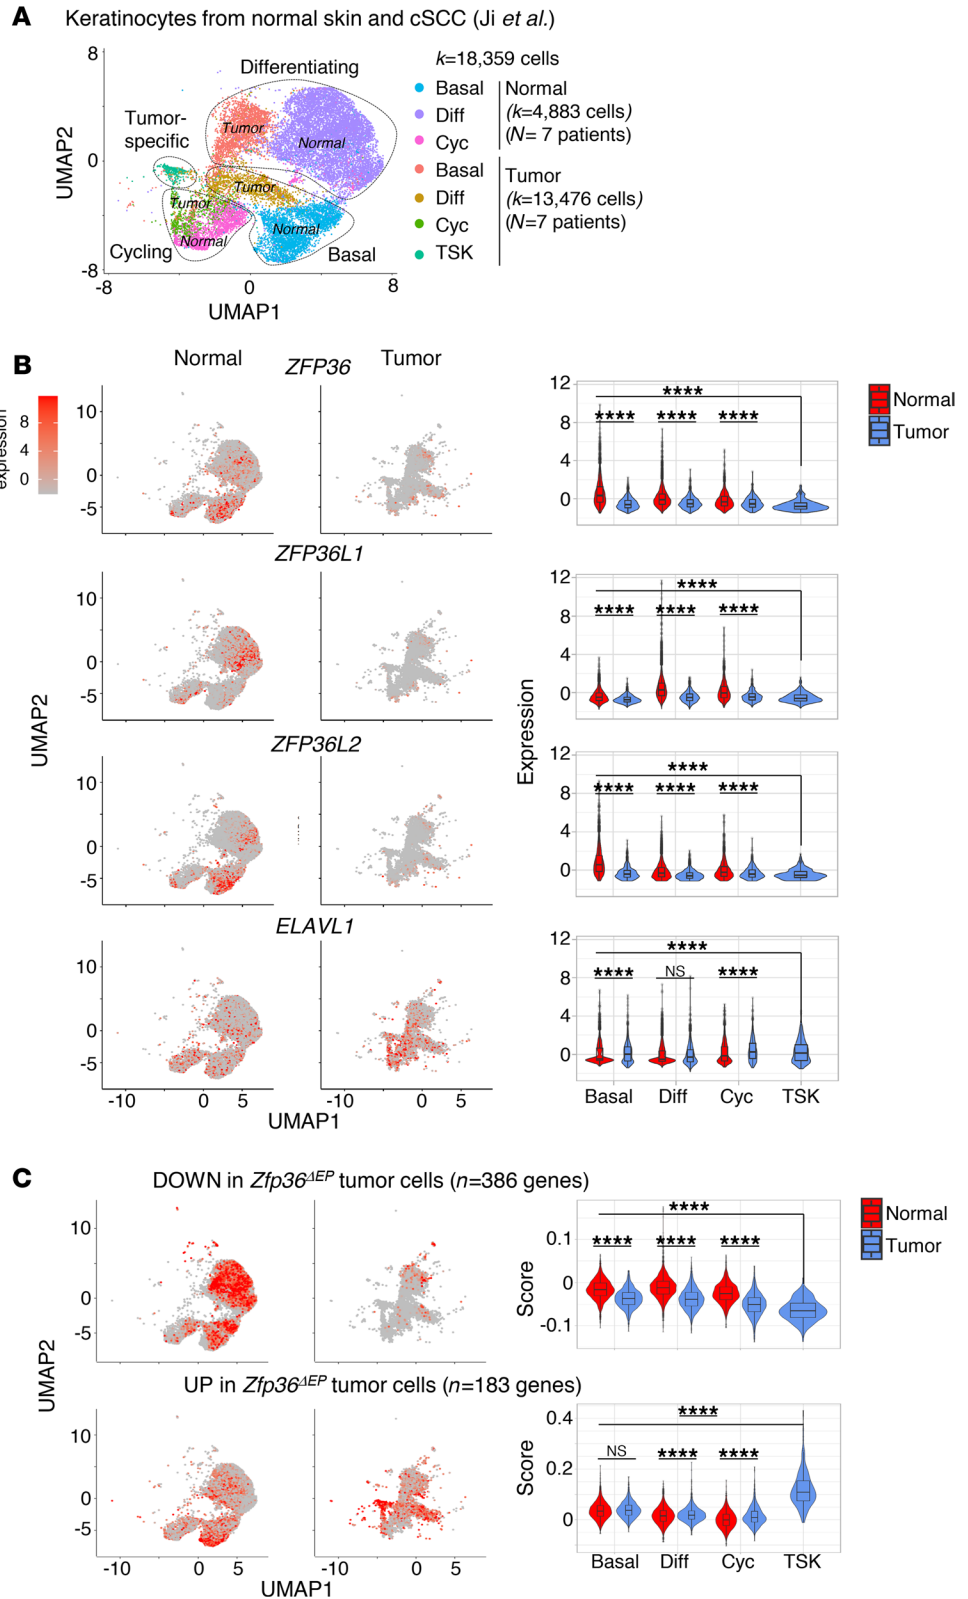 A Keratinocytes from normal skin and cSCC (Ji et al.)
8
0
-8
UMAP2
-8 0 8
UMAP1
Differentiating
Tumor-
specific
Tumor
Normal
Tumor
Tumor
Normal
Normal
Cycling
Basal
k=18,359 cells
Basal
Diff
Cyc
Normal
(k=4,883 cells)
(N= 7 patients)
Basal
Diff
Cyc
TSK
Tumor
(k=13,476 cells)
(N=7 patients)
B
Normal Tumor
ZFP36
expression
8
4
0
10
0
-5
12
8
4
0
**** **** **** ****
Normal
Tumor
ZFP36L1
10
0
-5
12
8
4
0
**** **** **** ****
UMAP2
Expression
ZFP36L2
10
0
-5
12
8
4
0
**** **** **** ****
ELAVL1
10
0
-5
12
8
4
0
****
**** NS ****
-10 0 5 -10 0 5
UMAP1
Basal Diff Cyc TSK
C
DOWN in Zfp36ΔEP tumor cells (n=386 genes)
10
0
-5
Score
0.1
0
-0.1
****
**** **** ****
Normal
Tumor
UMAP2
UP in Zfp36ΔEP tumor cells (n=183 genes)
10
0
-5
Score
0.4
0.2
0
****
NS **** ****
-10 0 5 -10 0 5
UMAP1
Basal Diff Cyc TSK